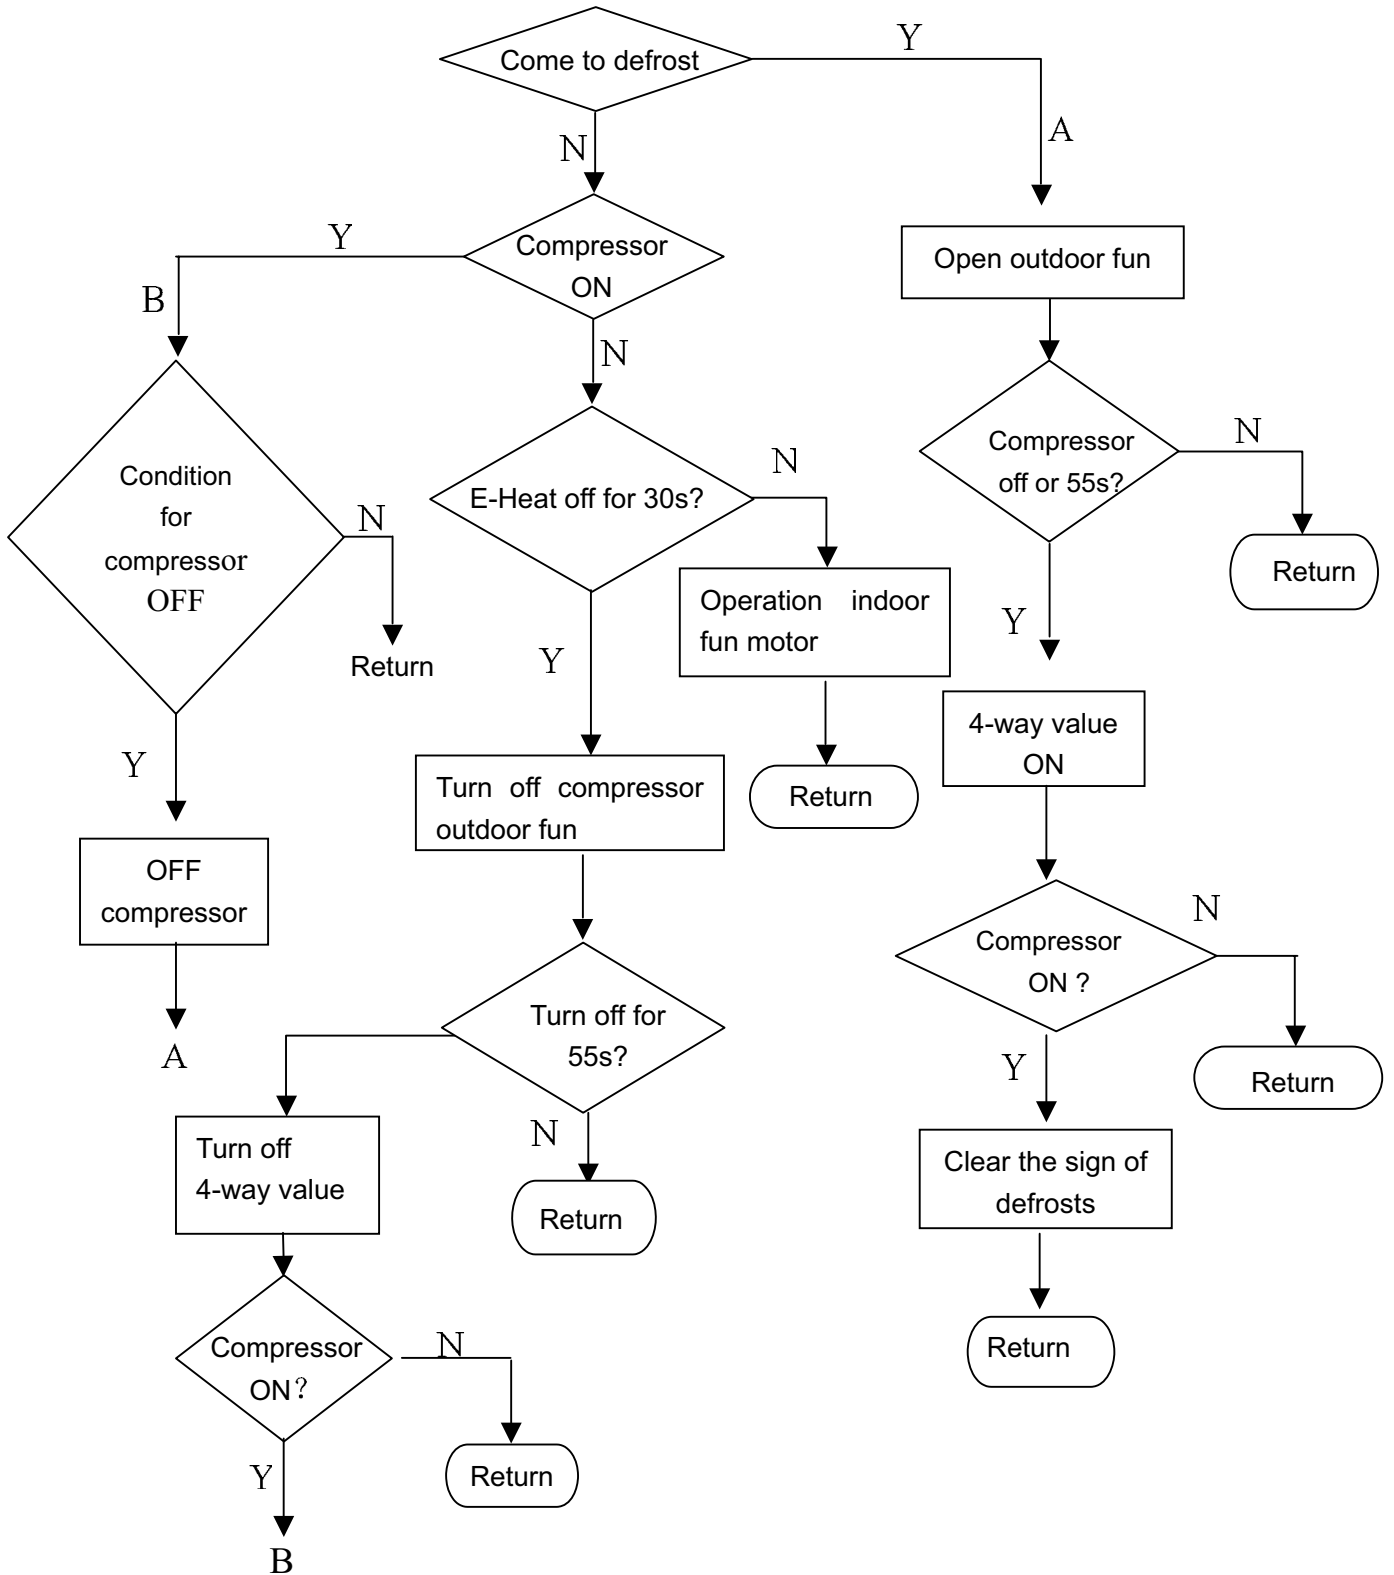 Come to defrost
Y
A
N
Compressor
ON
Y
B
N
Open outdoor fun
Condition
for
compressor
OFF
N
Return
E-Heat off for 30s?
N
Compressor
off or 55s?
N
Return
Operation indoor
fun motor
Y
Y
Y
4-way value
ON
Turn off compressor
outdoor fun
Return
OFF
compressor
A
Turn off for
55s?
Compressor
ON ?
N
Return
Y
N
Turn off
4-way value
Return
Clear the sign of
defrosts
Return
Compressor
ON?
N
Return
Y
B